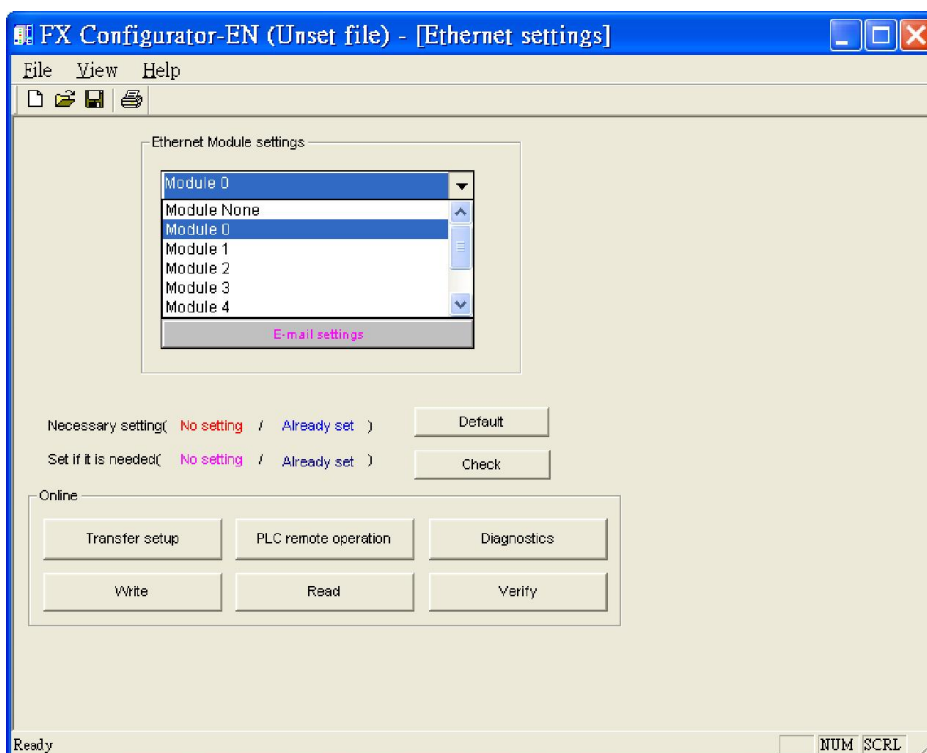 FX Configurator-EN (Unset file) - [Ethernet settings]
File View Help
Ethernet Module settings
Module 0
Module None
Module 0
Module 1
Module 2
Module 3
Module 4
E-mail settings
Necessary setting( No setting / Already set ) Default
Set if it is needed( No setting / Already set ) Check
Online
Transfer setup PLC remote operation Diagnostics
Write Read Verify
Ready NUM SCRL